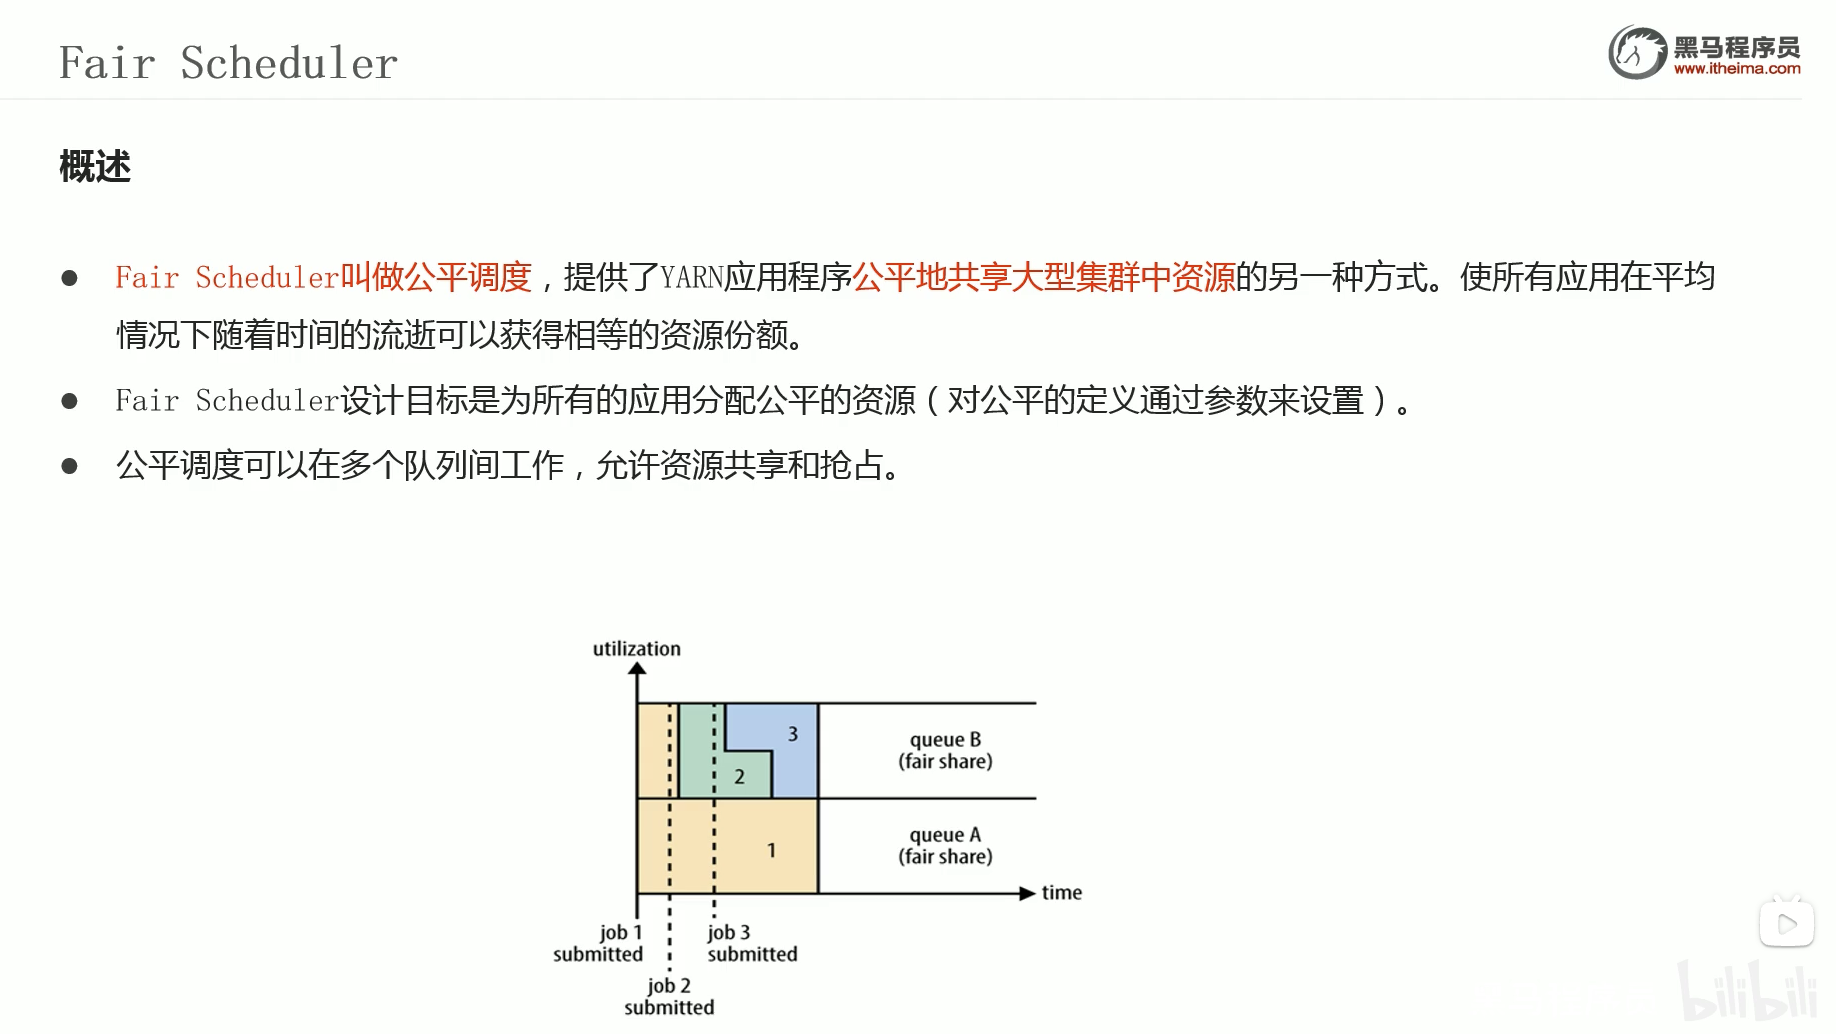 Fair Scheduler
黑马程序员
www.itheima.com
概述
● Fair Scheduler叫做公平调度，提供了YARN应用程序公平地共享大型集群中资源的另一种方式。使所有应用在平均
情况下随着时间的流逝可以获得相等的资源份额。
● Fair Scheduler设计目标是为所有的应用分配公平的资源（对公平的定义通过参数来设置）。
● 公平调度可以在多个队列间工作，允许资源共享和抢占。
utilization
3
queue B
(fair share)
2
1
queue A
(fair share)
time
job 1
submitted
job 3
submitted
job 2
submitted
bilibili